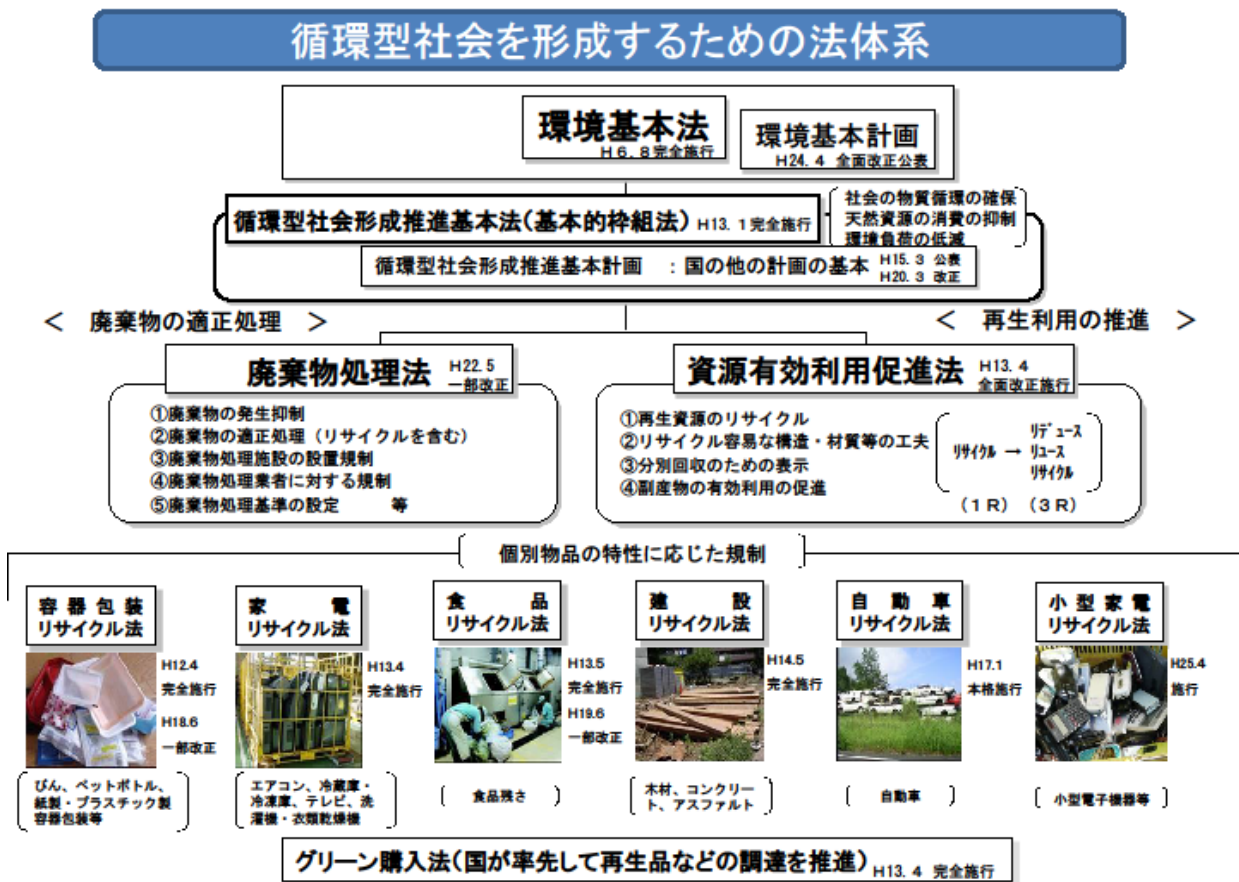 循環型社会を形成するための法体系
環境基本法
H6.8完全施行
環境基本計画
H24.4 全面改正公表
循環型社会形成推進基本法(基本的枠組法) H13.1完全施行
社会の物質循環の確保
天然資源の消費の抑制
環境負荷の低減
循環型社会形成推進基本計画 :国の他の計画の基本 H15.3 公表
H20.3 改正
< 廃棄物の適正処理 >
< 再生利用の推進 >
廃棄物処理法 H22.5
一部改正
①廃棄物の発生抑制
②廃棄物の適正処理(リサイクルを含む)
③廃棄物処理施設の設置規制
④廃棄物処理業者に対する規制
⑤廃棄物処理基準の設定 等
資源有効利用促進法 H13.4
全面改正施行
①再生資源のリサイクル
②リサイクル容易な構造・材質等の工夫
③分別回収のための表示
④副産物の有効利用の促進
リサイクル → リデュース
リユース
リサイクル
(1R) (3R)
個別物品の特性に応じた規制
容器包装
リサイクル法
H12.4
完全施行
H18.6
一部改正
びん、ペットボトル、
紙製・プラスチック製
容器包装等
家電
リサイクル法
H13.4
完全施行
エアコン、冷蔵庫・
冷凍庫、テレビ、洗
濯機・衣類乾燥機
食品
リサイクル法
H13.5
完全施行
H19.6
一部改正
食品残さ
建設
リサイクル法
H14.5
完全施行
木材、コンクリー
ト、アスファルト
自動車
リサイクル法
H17.1
本格施行
自動車
小型家電
リサイクル法
H25.4
施行
小型電子機器等
グリーン購入法(国が率先して再生品などの調達を推進) H13.4 完全施行